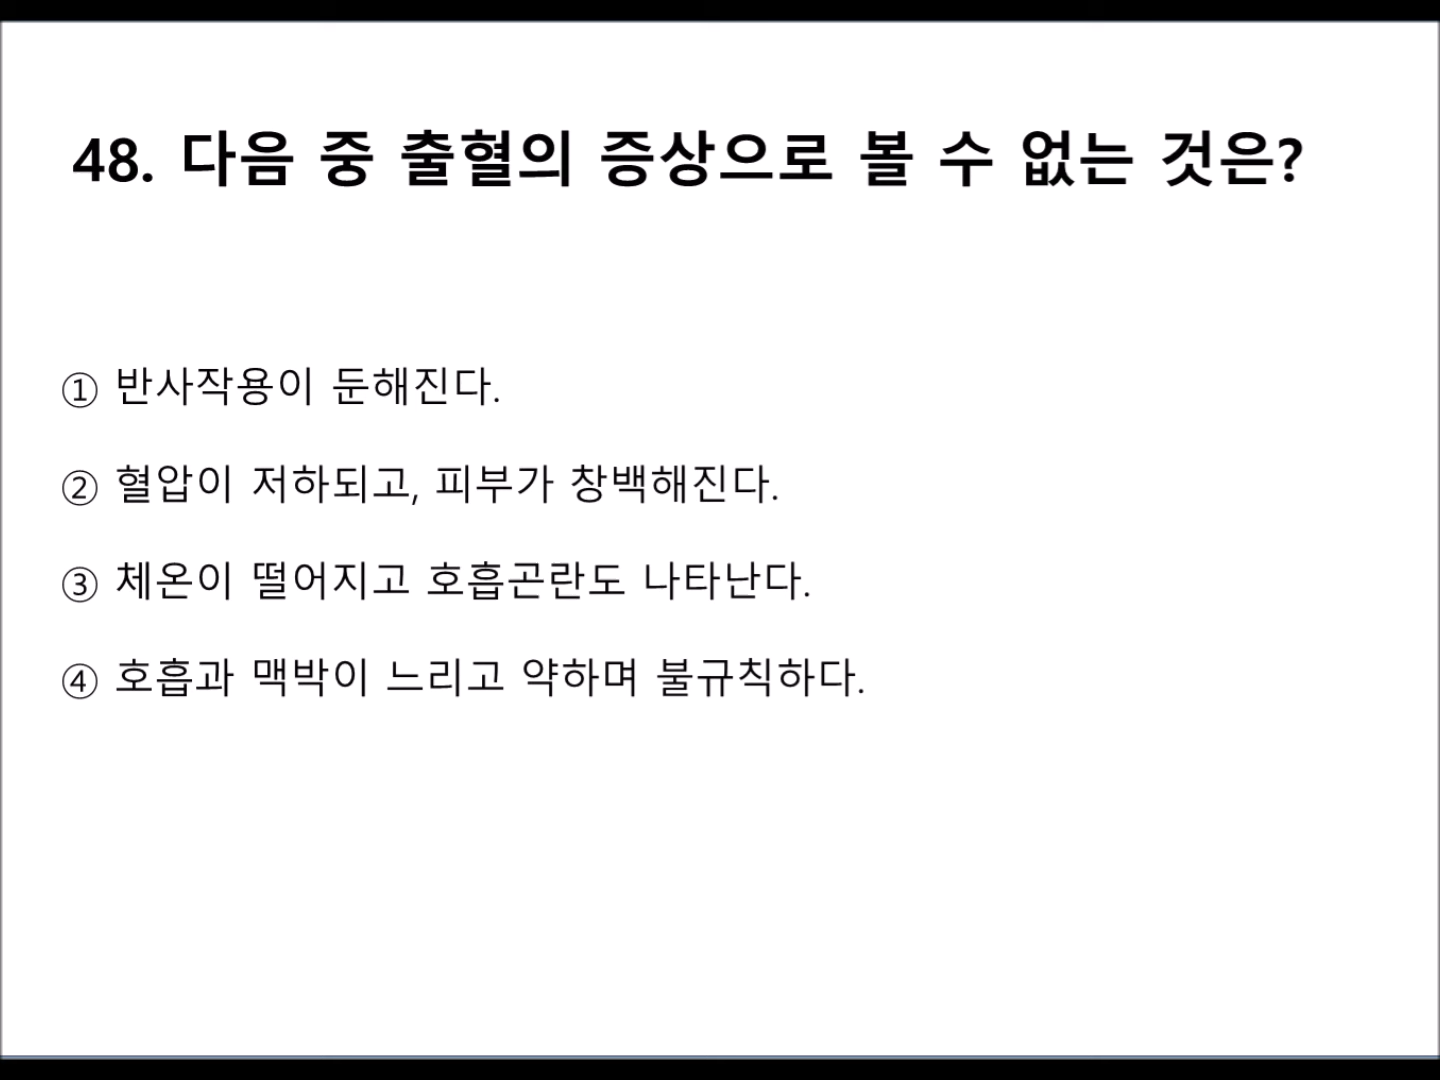 48. 다음 중 출혈의 증상으로 볼 수 없는 것은?
① 반사작용이 둔해진다.
② 혈압이 저하되고, 피부가 창백해진다.
③ 체온이 떨어지고 호흡곤란도 나타난다.
④ 호흡과 맥박이 느리고 약하며 불규칙하다.